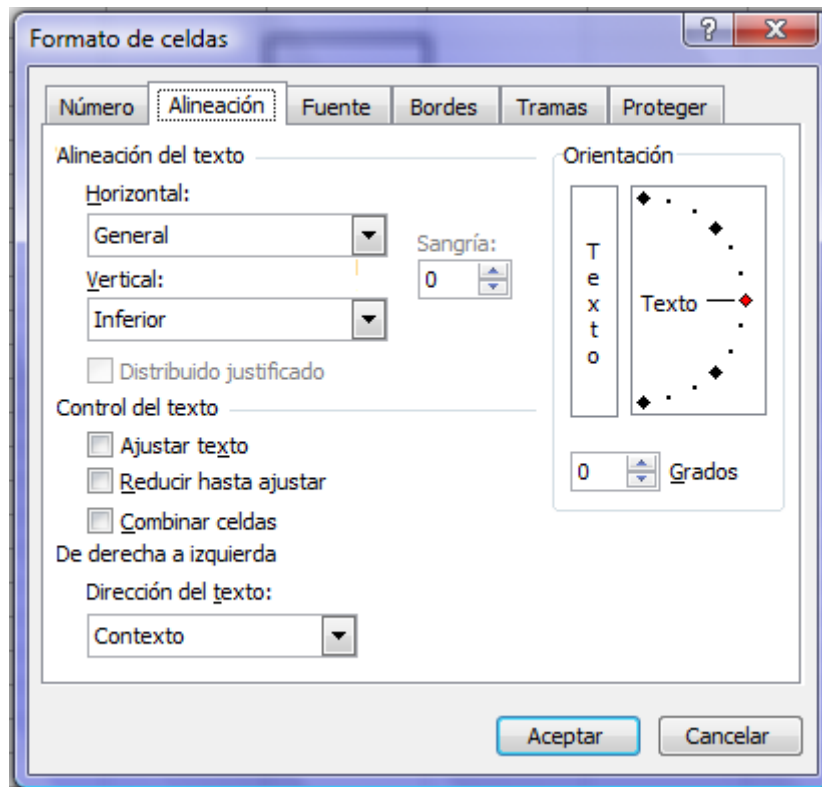 Formato de celdas
Número Alineación Fuente Bordes Tramas Proteger
Alineación del texto
Horizontal:
General
Sangría:
0
Vertical:
Inferior
Distribuido justificado
Control del texto
Ajustar texto
Reducir hasta ajustar
Combinar celdas
De derecha a izquierda
Dirección del texto:
Contexto
Orientación
Texto
Texto
0 Grados
Aceptar Cancelar